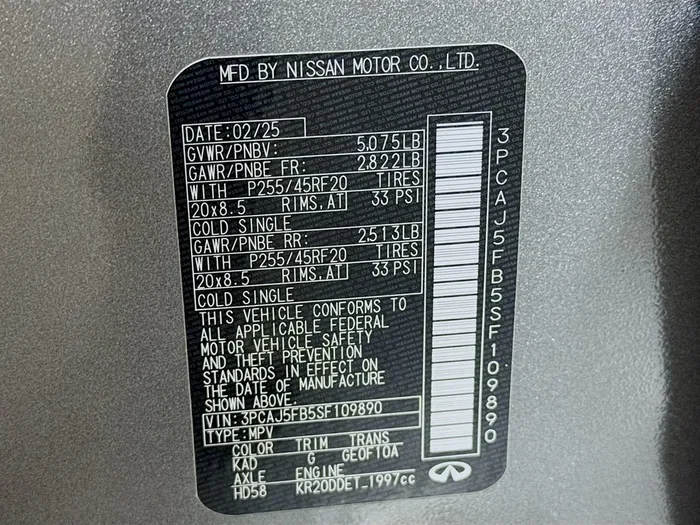 MFD BY NISSAN MOTOR CO.,LTD.
DATE:02/25
GVWR/PNBV: 5,075LB
GAWR/PNBE FR: 2,822LB
WITH P255/45RF20 TIRES
20x8.5 RIMS,AT 33 PSI
COLD SINGLE
GAWR/PNBE RR: 2,513LB
WITH P255/45RF20 TIRES
20x8.5 RIMS,AT 33 PSI
COLD SINGLE
THIS VEHICLE CONFORMS TO
ALL APPLICABLE FEDERAL
MOTOR VEHICLE SAFETY
AND THEFT PREVENTION
STANDARDS IN EFFECT ON
THE DATE OF MANUFACTURE
SHOWN ABOVE.
VIN:3PCAJ5FB5SF109890
TYPE:MPV
COLOR TRIM TRANS
KAD G GE0F10A
AXLE ENGINE
HD58 KR20DDET_1997cc
3PCAJ5FB5SF109890